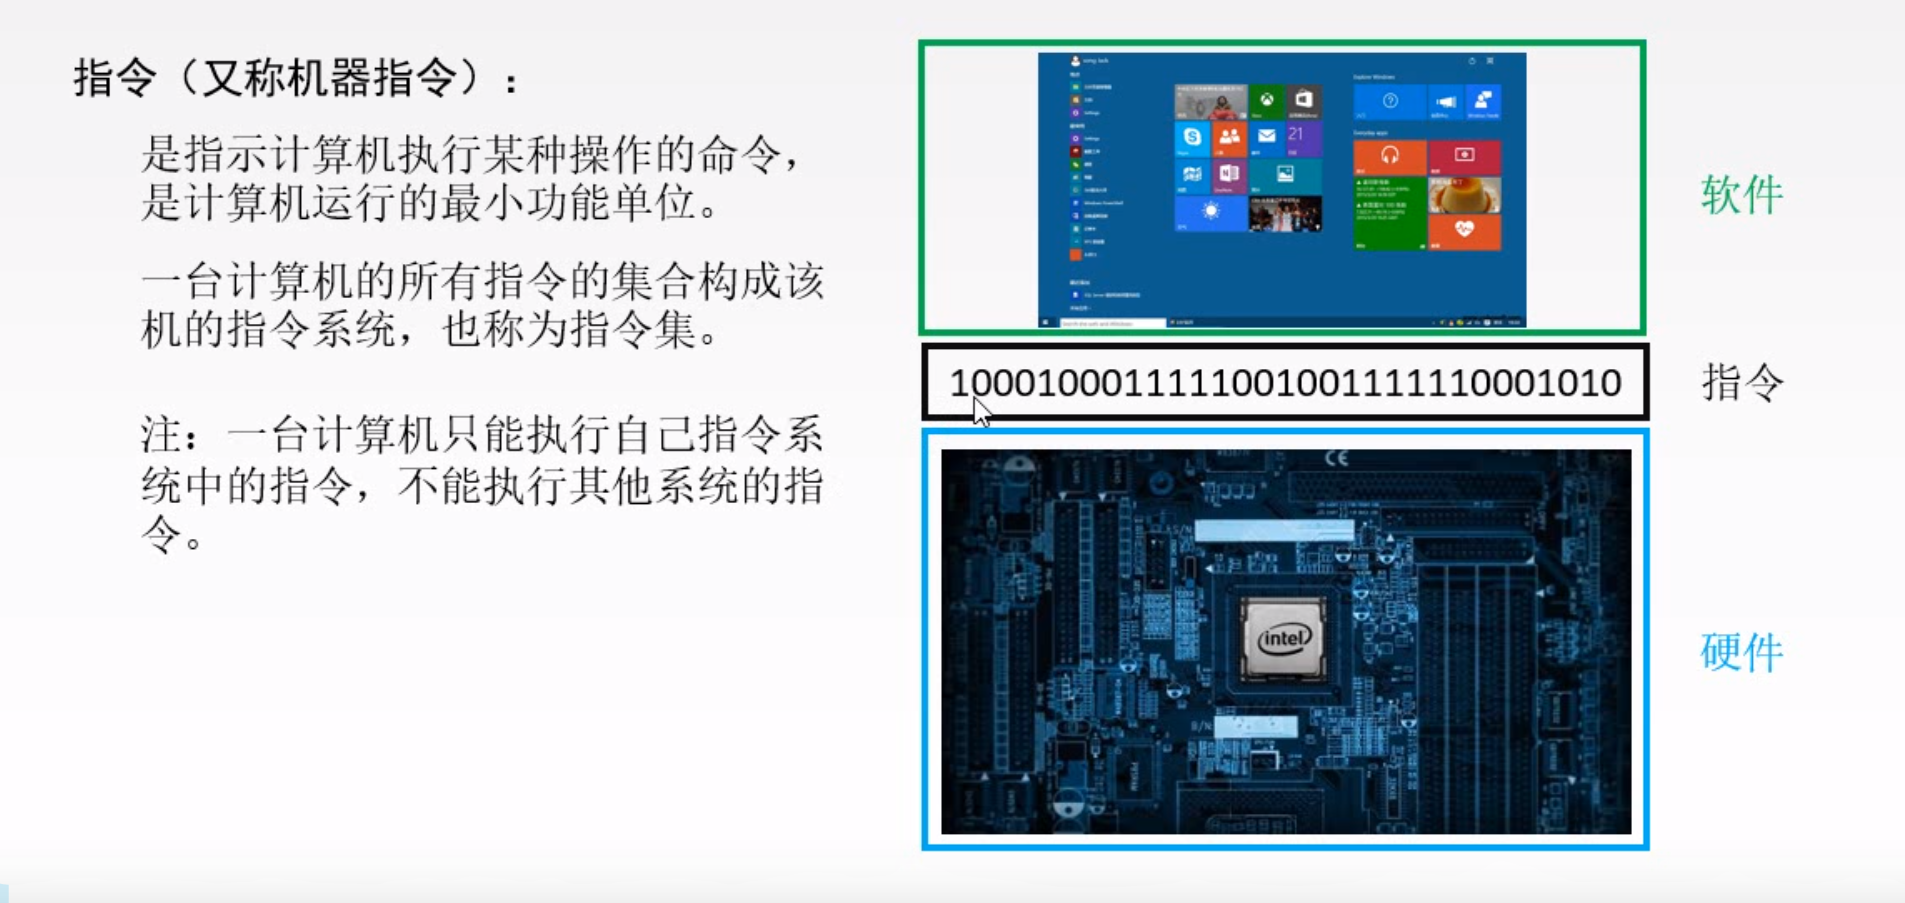 指令（又称机器指令）：
是指示计算机执行某种操作的命令，
是计算机运行的最小功能单位。
一台计算机的所有指令的集合构成该
机的指令系统，也称为指令集。
注：一台计算机只能执行自己指令系
统中的指令，不能执行其他系统的指
令。
Explore Windows
Everyday apps
21
软件
10001000111110010011111110001010
指令
CE
intel
硬件